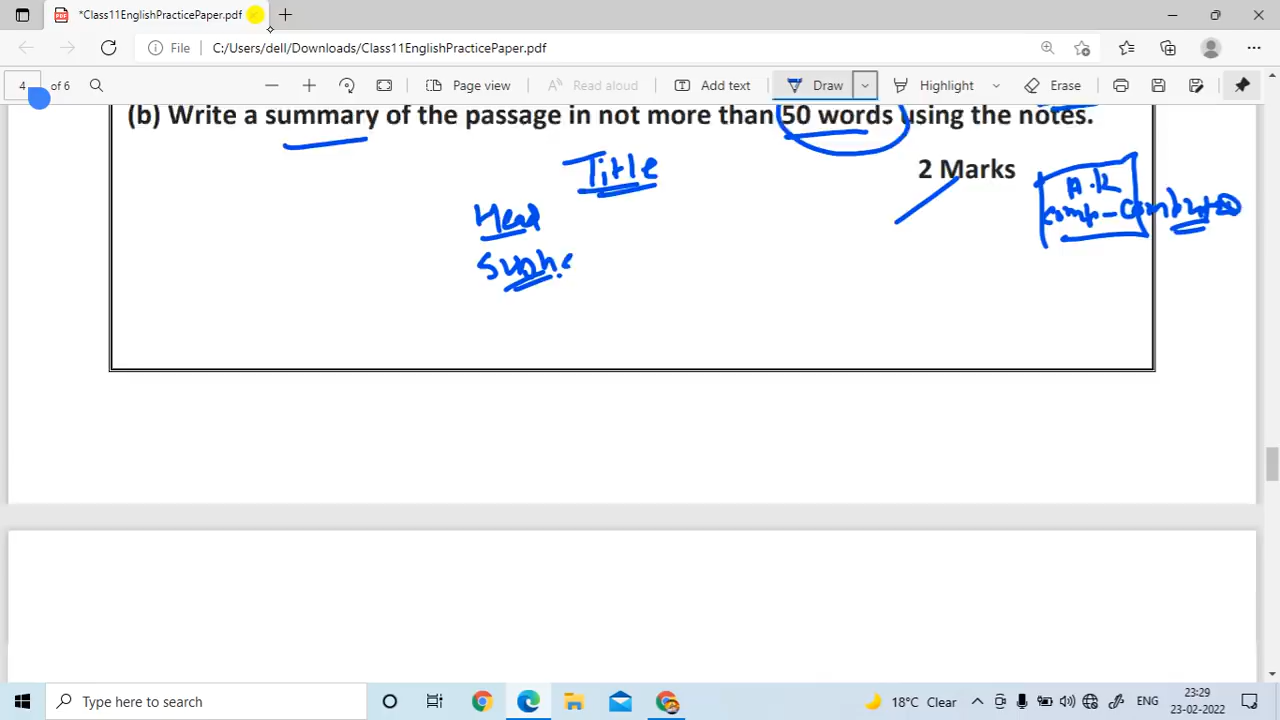 *Class11EnglishPracticePaper.pdf
File C:/Users/dell/Downloads/Class11EnglishPracticePaper.pdf
4 of 6 Page view Read aloud Add text Draw Highlight Erase
(b) Write a summary of the passage in not more than 50 words using the notes.
Title
2 Marks
A.K
Head
Subhe
Type here to search
18°C Clear
ENG
23:29
23-02-2022